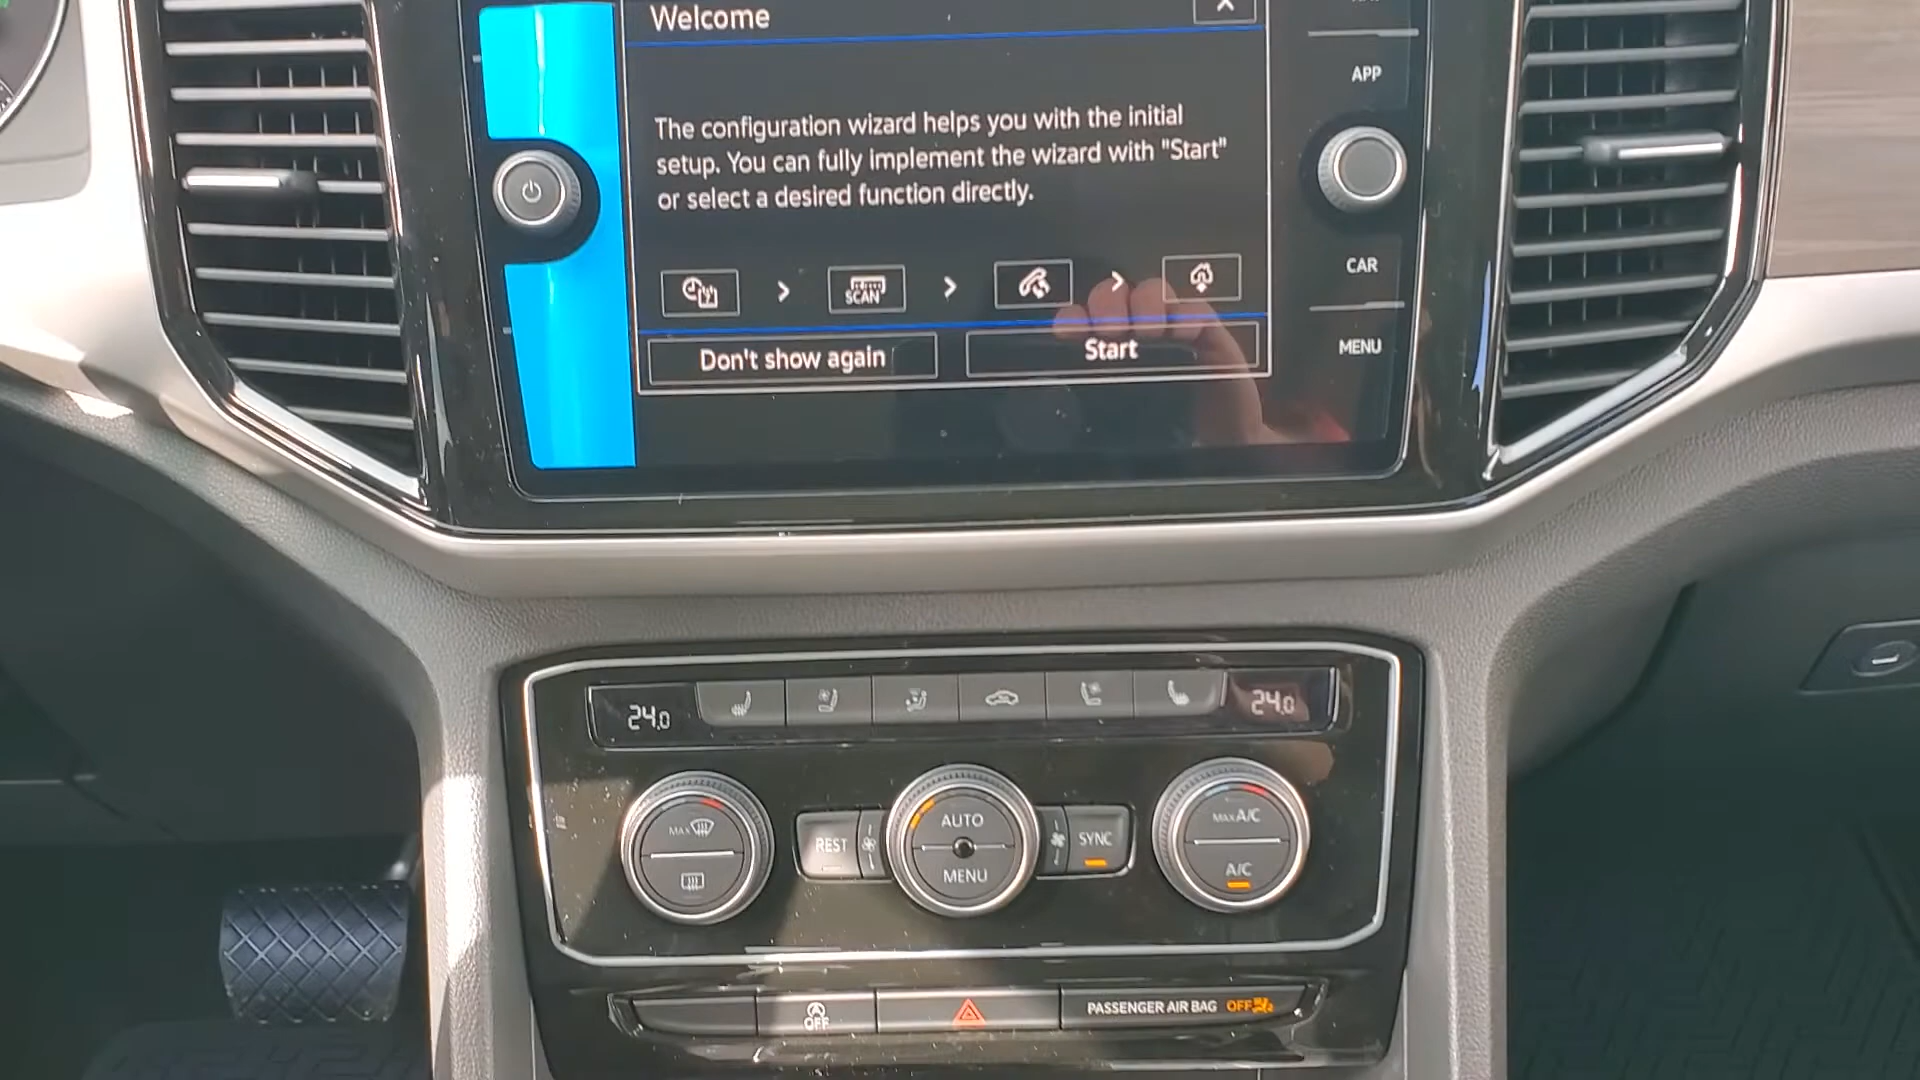 Welcome
APP
The configuration wizard helps you with the initial
setup. You can fully implement the wizard with "Start"
or select a desired function directly.
CAR
SCAN
MENU
Don't show again
Start
24.0
24.0
MAX
REST
AUTO
MENU
SYNC
MAX A/C
A/C
OFF
PASSENGER AIR BAG OFF